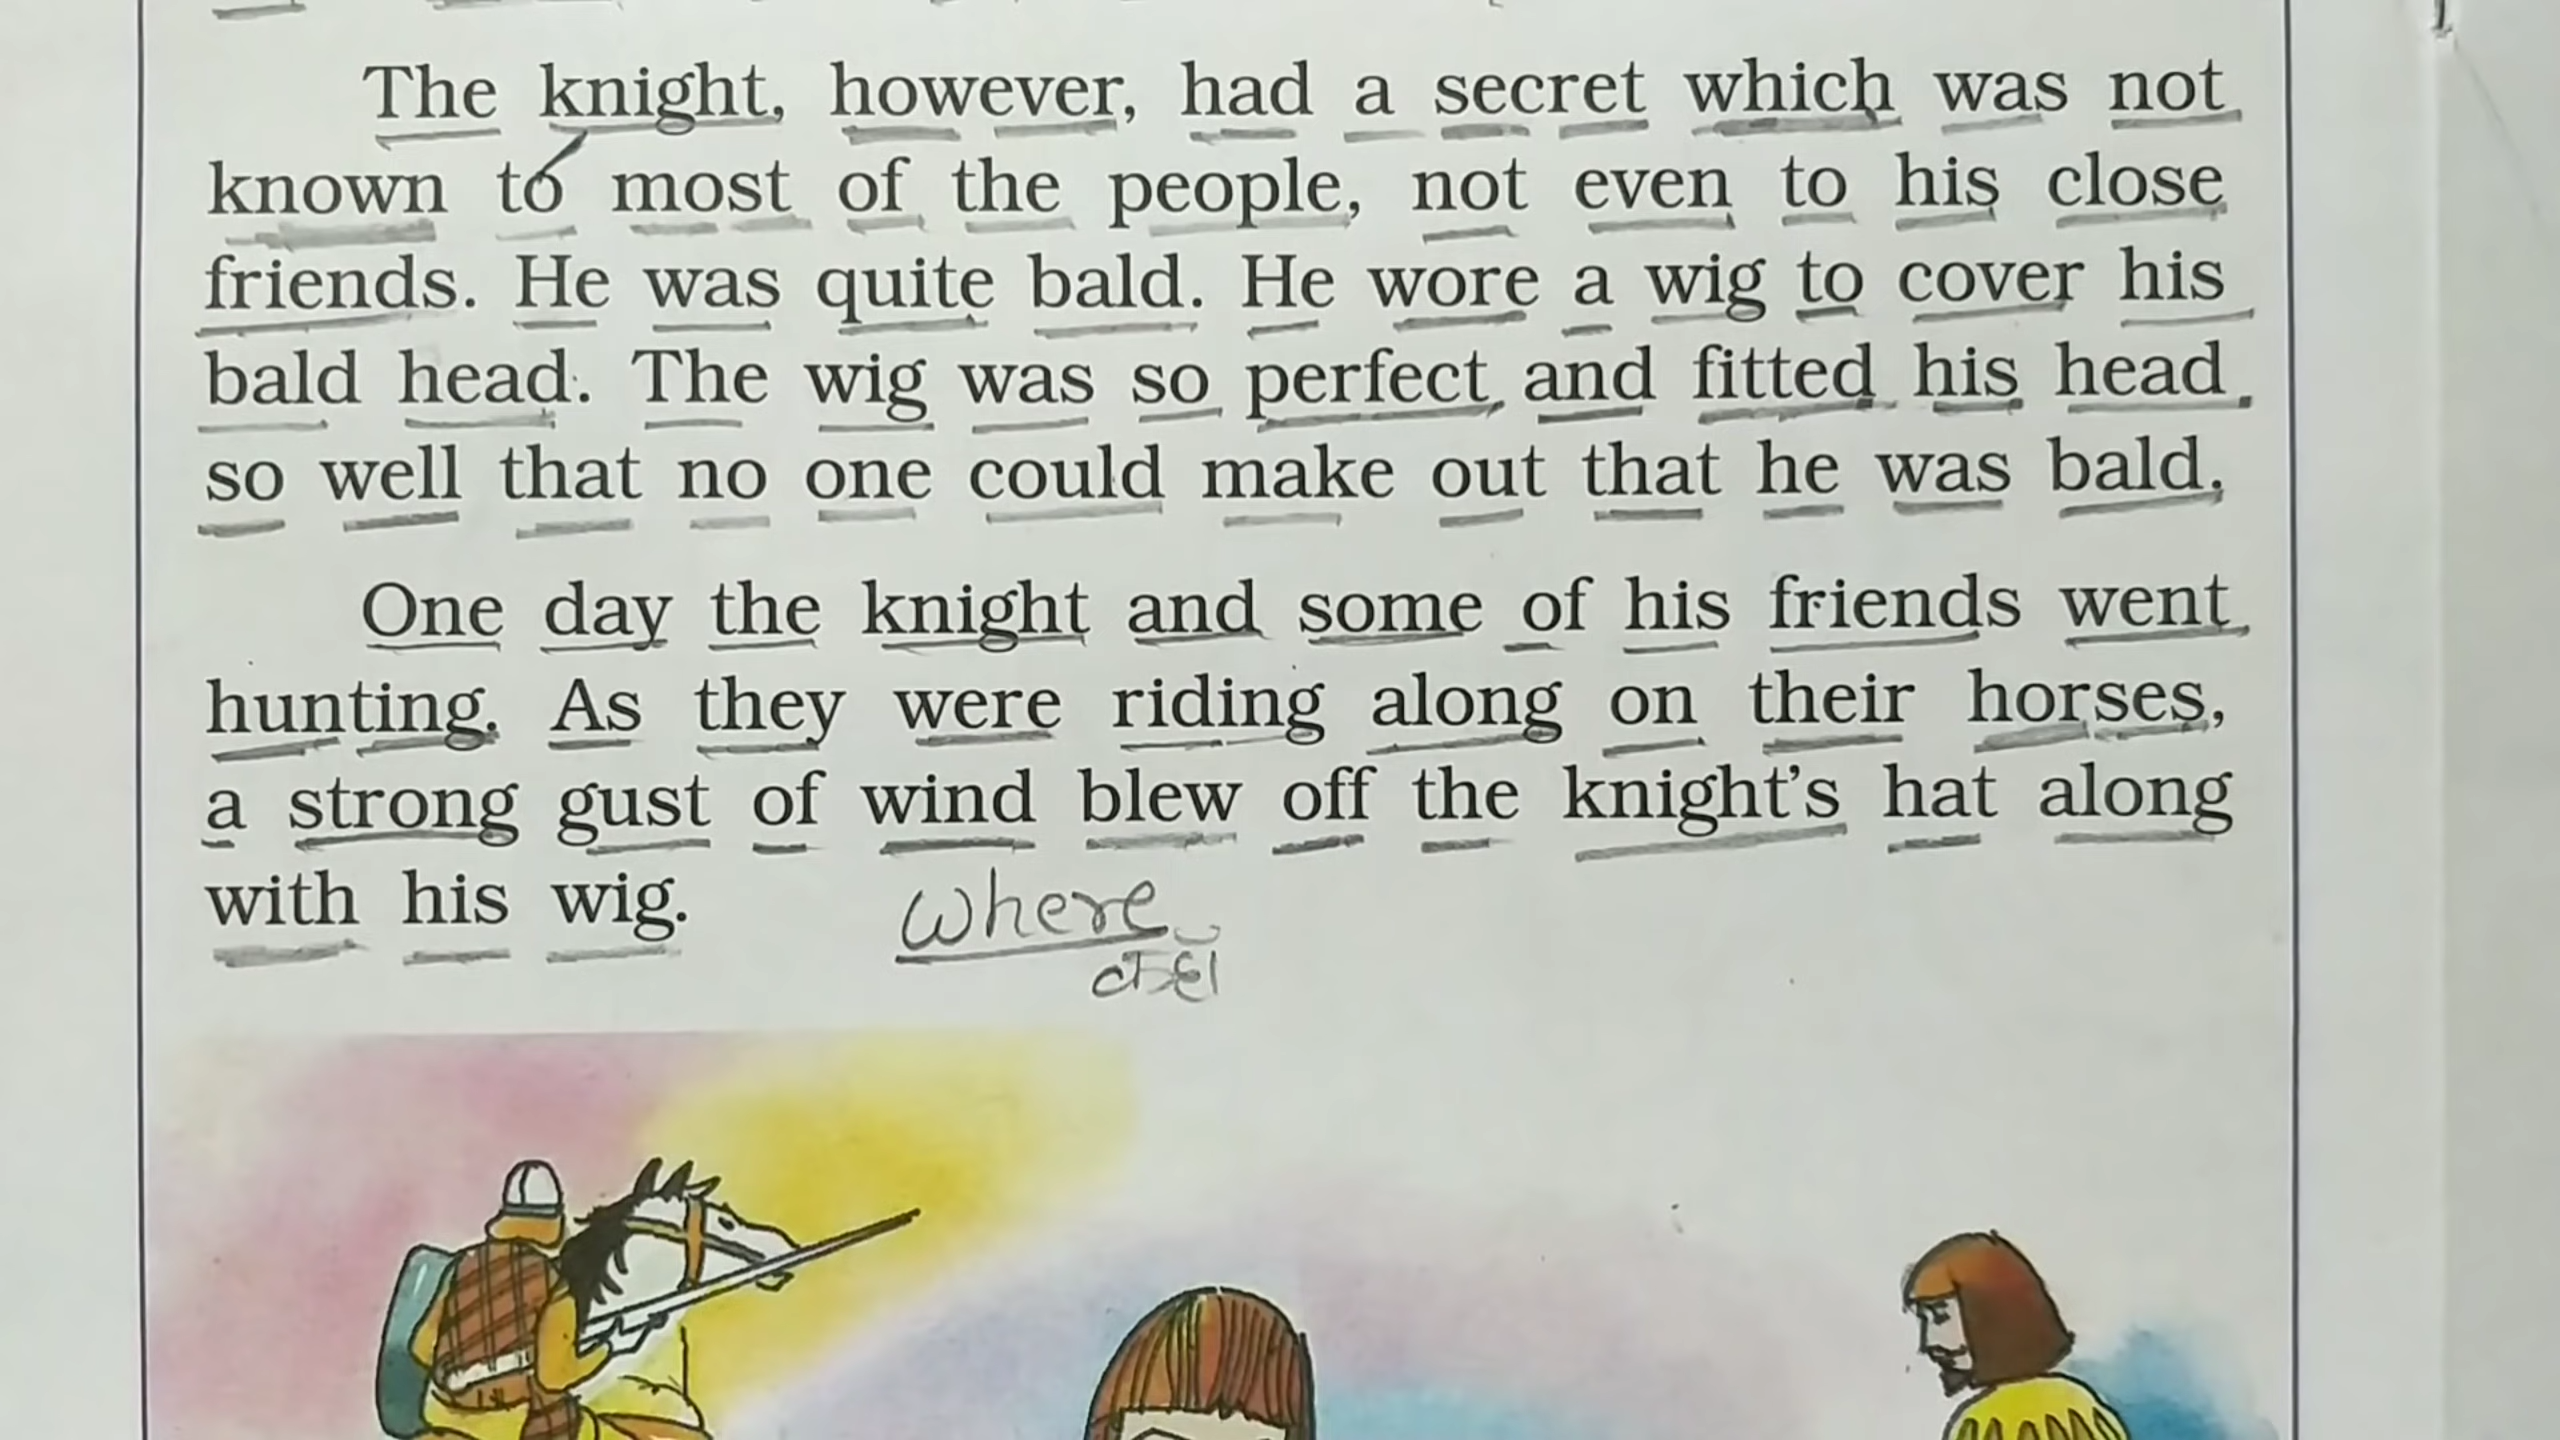 The knight, however, had a secret which was not
known to most of the people, not even to his close
friends. He was quite bald. He wore a wig to cover his
bald head. The wig was so perfect and fitted his head
so well that no one could make out that he was bald.
One day the knight and some of his friends went
hunting. As they were riding along on their horses,
a strong gust of wind blew off the knight's hat along
with his wig.
where
कहाँ